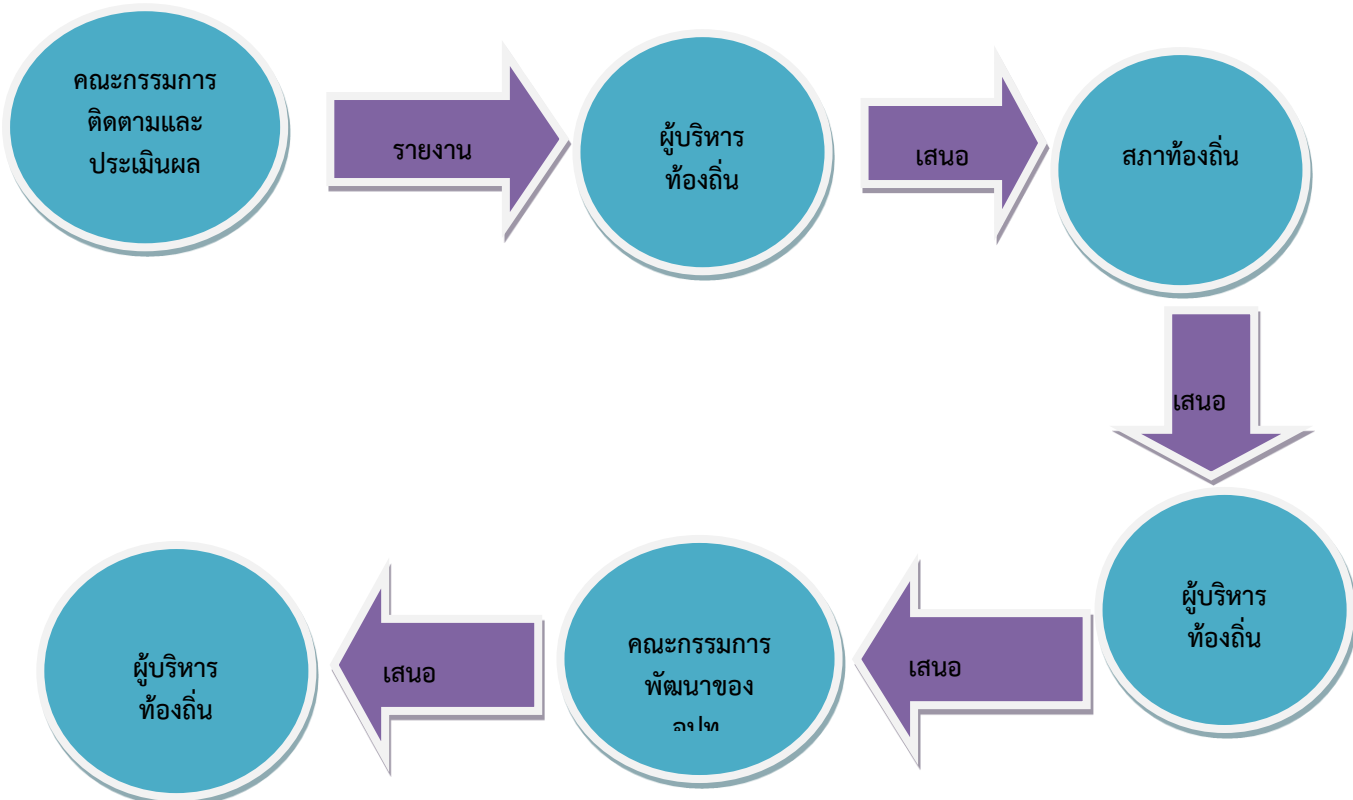 คณะกรรมการ
ติดตามและ
ประเมินผล
รายงาน
ผู้บริหาร
ท้องถิ่น
เสนอ
สภาท้องถิ่น
เสนอ
ผู้บริหาร
ท้องถิ่น
เสนอ
คณะกรรมการ
พัฒนาของ
เสนอ
ผู้บริหาร
ท้องถิ่น